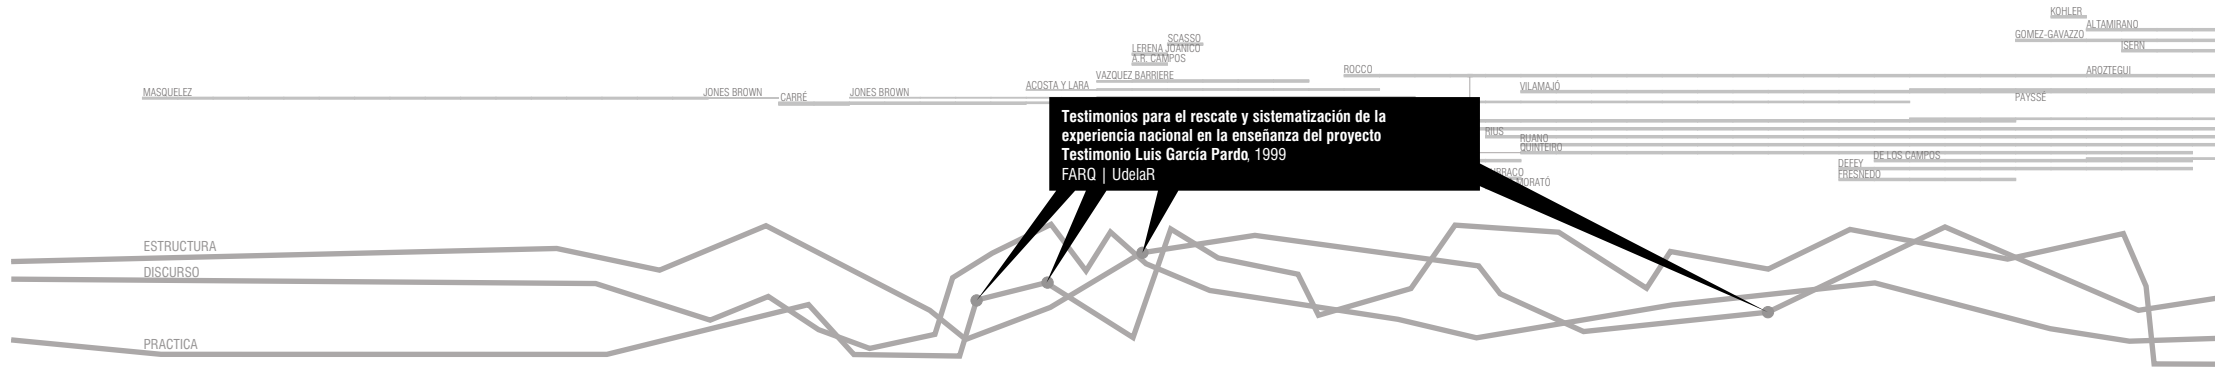 KOHLER
ALTAMIRANO
GOMEZ-GAVAZZO
SCASSO
ISERN
LERENA JOANICO
A.R. CAMPOS
ROCCO
AROZTEGUI
VAZQUEZ BARRIERE
ACOSTA Y LARA
VILAMAJÓ
MASQUELEZ
JONES BROWN
CARRÉ
JONES BROWN
PAYSSÉ
Testimonios para el rescate y sistematización de la
experiencia nacional en la enseñanza del proyecto
Testimonio Luis García Pardo, 1999
FARQ | UdelaR
RIUS
RUANO
QUINTEIRO
DE LOS CAMPOS
DEFEY
FRESNEDO
ESTRUCTURA
DISCURSO
PRACTICA